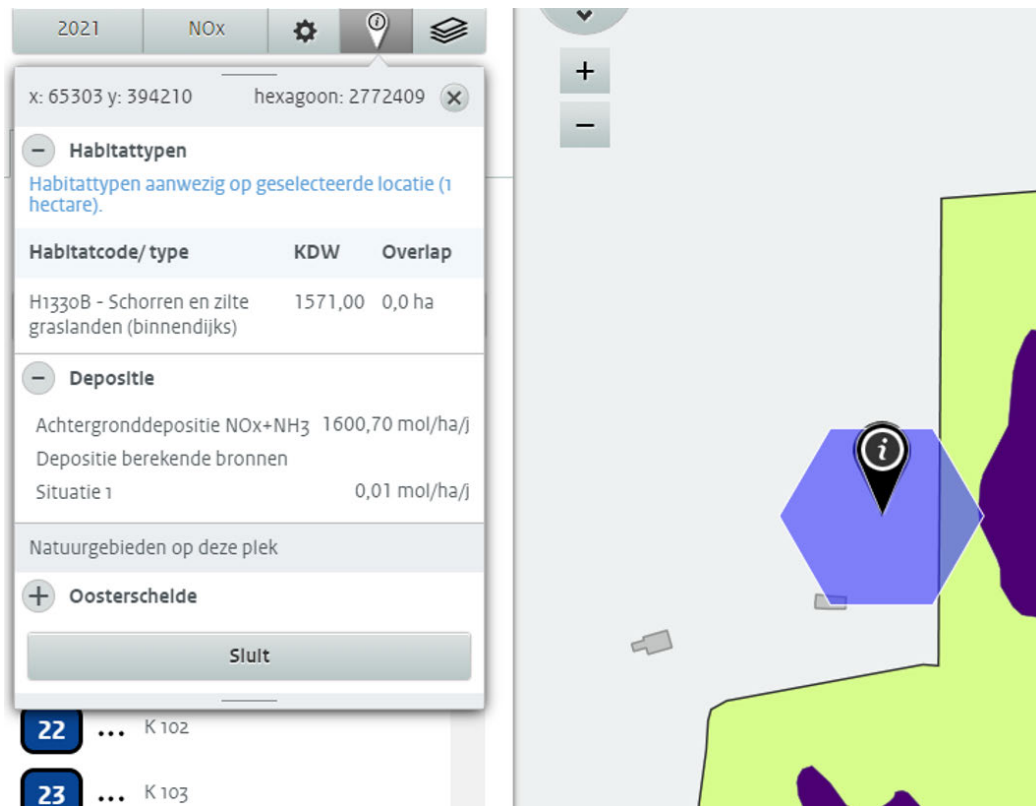 2021 NOx
x: 65303 y: 394210 hexagoon: 2772409
Habitattypen
Habitattypen aanwezig op geselecteerde locatie (1
hectare).
Habitatcode/ type KDW Overlap
H1330B - Schorren en zilte 1571,00 0,0 ha
graslanden (binnendijks)
Depositie
Achtergronddepositie NOx+NH3 1600,70 mol/ha/j
Depositie berekende bronnen
Situatie 1 0,01 mol/ha/j
Natuurgebieden op deze plek
Oosterschelde
Sluit
22 ... K 102
23 ... K 103